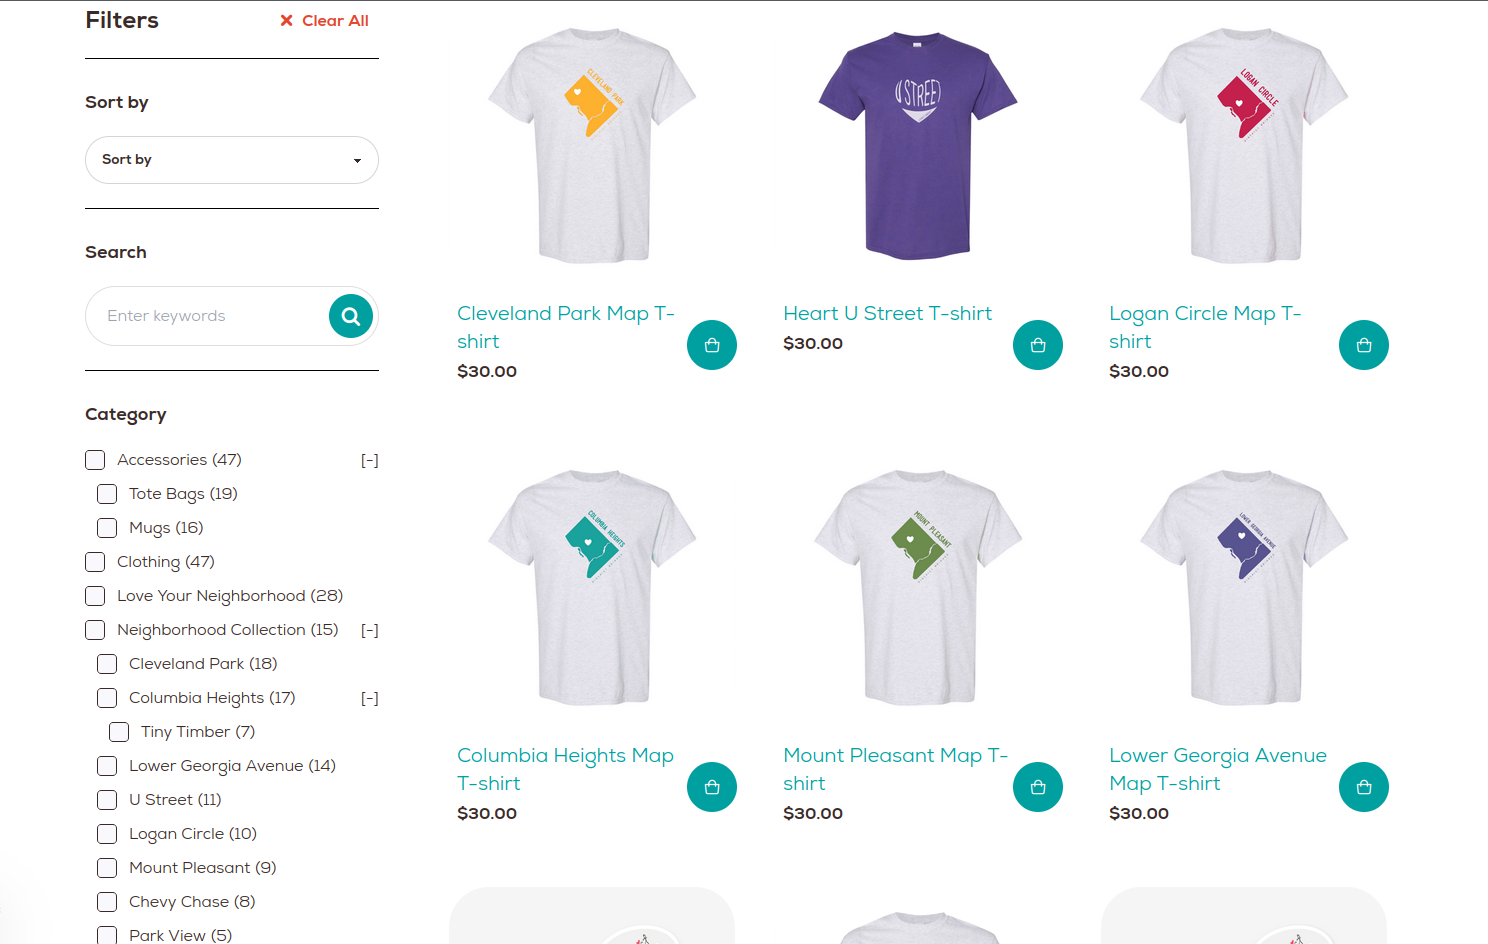 Filters
Clear All
Sort by
Sort by
Search
Enter keywords
Category
Accessories (47) [-]
Tote Bags (19)
Mugs (16)
Clothing (47)
Love Your Neighborhood (28)
Neighborhood Collection (15) [-]
Cleveland Park (18)
Columbia Heights (17) [-]
Tiny Timber (7)
Lower Georgia Avenue (14)
U Street (11)
Logan Circle (10)
Mount Pleasant (9)
Chevy Chase (8)
Park View (5)
CLEVELAND PARK
Cleveland Park Map T-
shirt
$30.00
U STREET
Heart U Street T-shirt
$30.00
LOGAN CIRCLE
Logan Circle Map T-
shirt
$30.00
COLUMBIA HEIGHTS
Columbia Heights Map
T-shirt
$30.00
MOUNT PLEASANT
Mount Pleasant Map T-
shirt
$30.00
LOWER GEORGIA AVENUE
Lower Georgia Avenue
Map T-shirt
$30.00